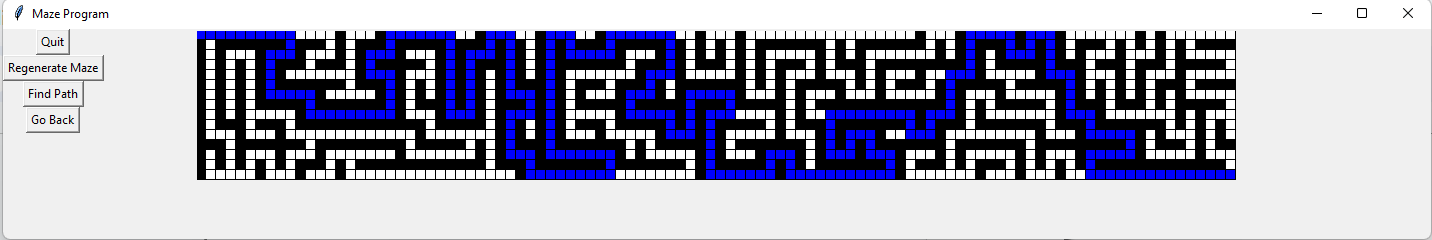 Maze Program
Quit
Regenerate Maze
Find Path
Go Back